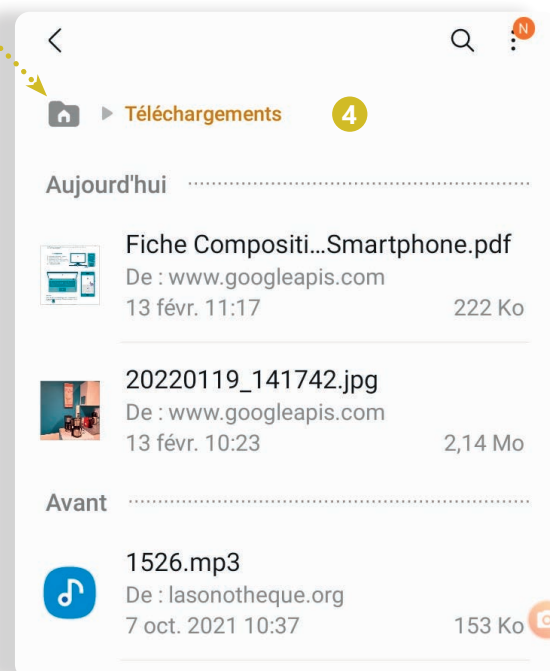 N
Téléchargements 4
Aujourd'hui
Fiche Compositi...Smartphone.pdf
De : www.googleapis.com
13 févr. 11:17 222 Ko
20220119_141742.jpg
De : www.googleapis.com
13 févr. 10:23 2,14 Mo
Avant
1526.mp3
De : lasonotheque.org
7 oct. 2021 10:37 153 Ko